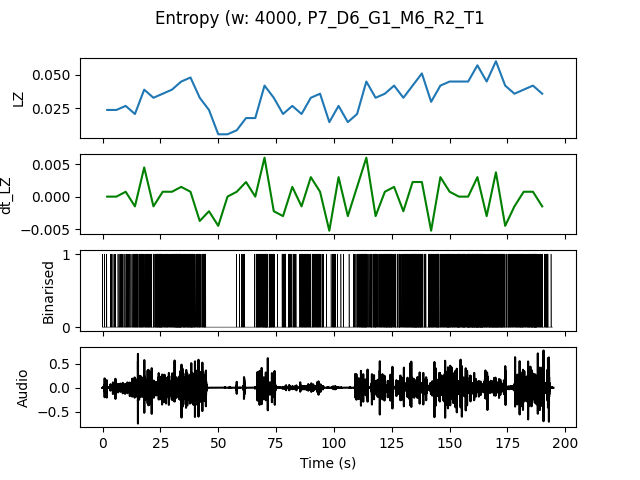 Entropy (w: 4000, P7_D6_G1_M6_R2_T1
0.050
0.025
LZ
0.005
0.000
−0.005
dt_LZ
1
0
Binarised
0.5
0.0
−0.5
Audio
0 25 50 75 100 125 150 175 200
Time (s)